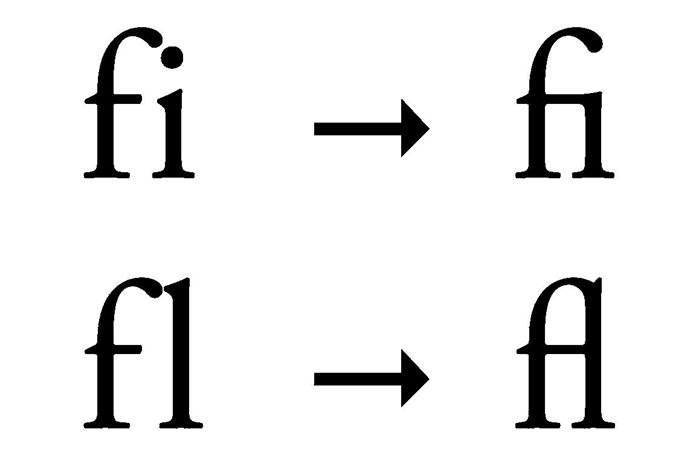 fi → ﬁ
fl → ﬂ